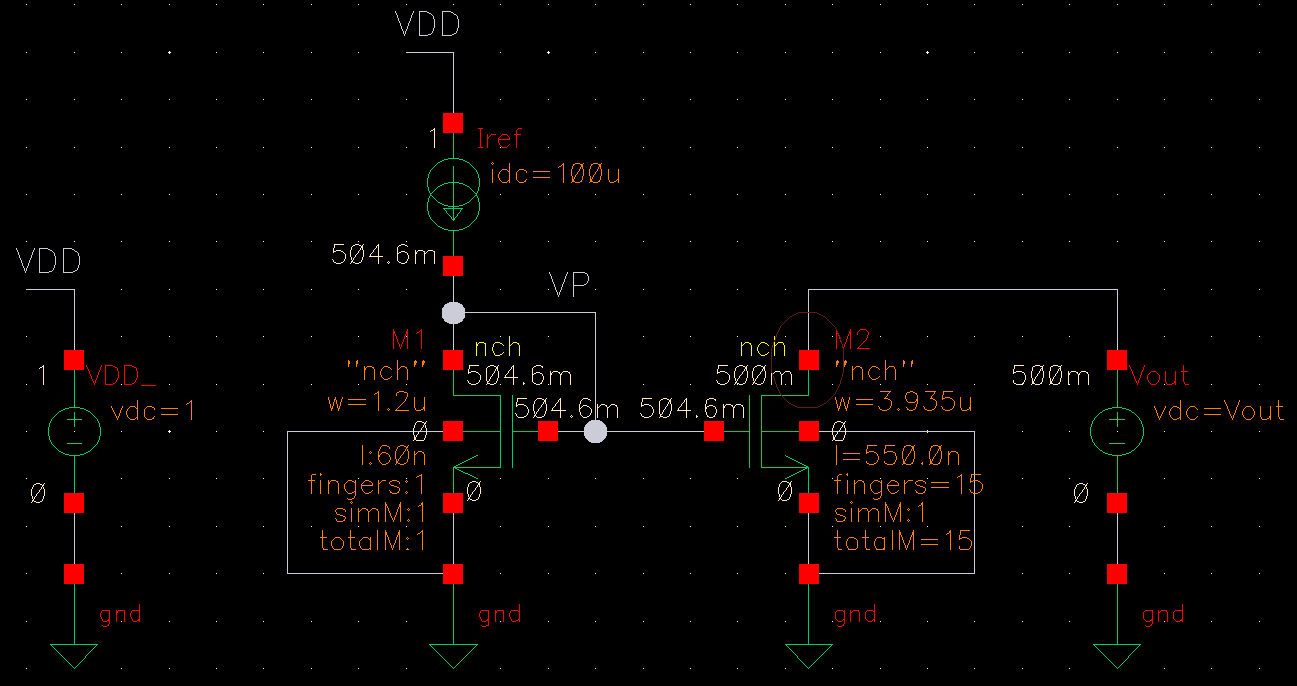 VDD
1
Iref
idc=100u
504.6m
VP
VDD
1
VDD_
vdc=1
0
gnd
M1
nch
"nch"
504.6m
w=1.2u
504.6m
0
l:60n
fingers:1
0
simM:1
totalM:1
gnd
nch
M2
500m
"nch"
504.6m
w=3.935u
0
l=550.0n
0
fingers=15
simM:1
totalM=15
gnd
500m
Vout
vdc=Vout
0
gnd